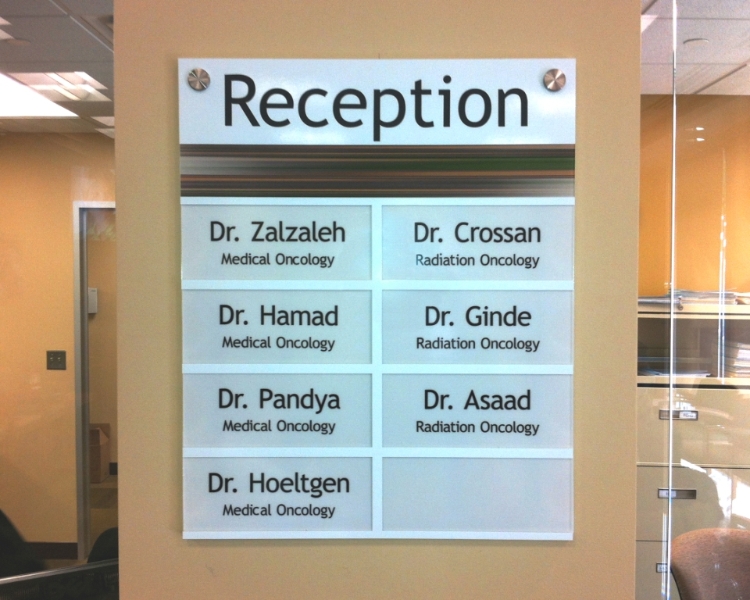 Reception
Dr. Zalzaleh
Medical Oncology
Dr. Crossan
Radiation Oncology
Dr. Hamad
Medical Oncology
Dr. Ginde
Radiation Oncology
Dr. Pandya
Medical Oncology
Dr. Asaad
Radiation Oncology
Dr. Hoeltgen
Medical Oncology